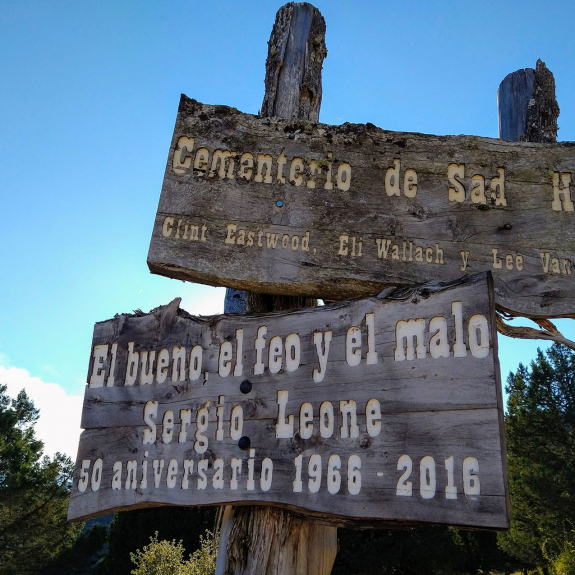 Cementerio de Sad H
Clint Eastwood, Eli Wallach y Lee Van
El bueno, el feo y el malo
Sergio Leone
50 aniversario 1966 - 2016